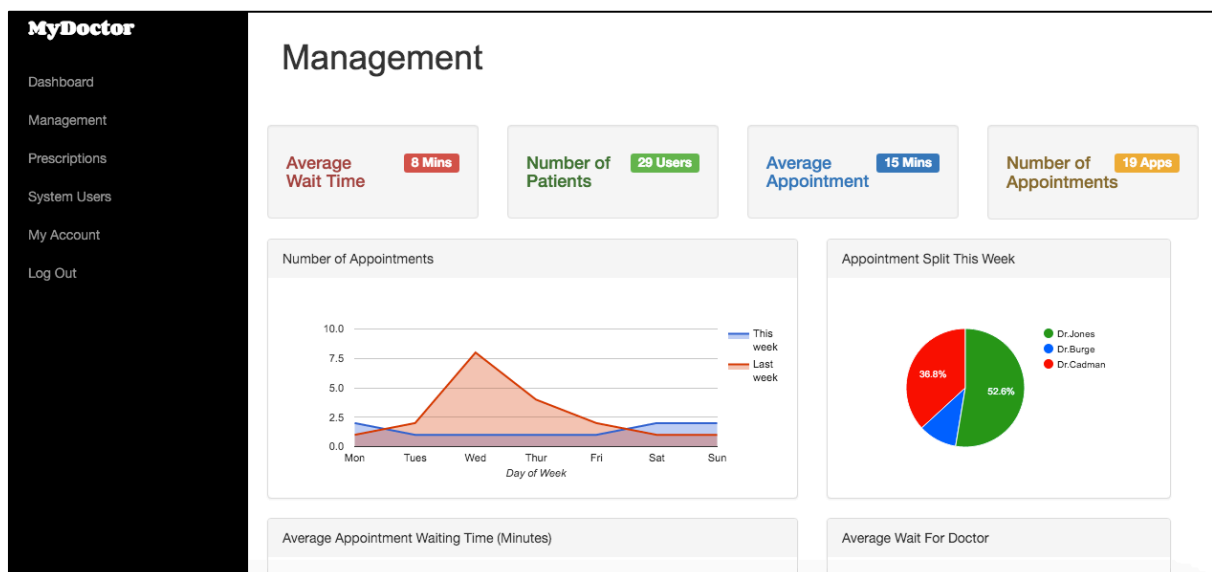 MyDoctor
Dashboard
Management
Prescriptions
System Users
My Account
Log Out
Management
Average
Wait Time
8 Mins
Number of
Patients
29 Users
Average
Appointment
15 Mins
Number of
Appointments
19 Apps
Number of Appointments
10.0
7.5
5.0
2.5
0.0
Mon Tues Wed Thur Fri Sat Sun
Day of Week
This
week
Last
week
Appointment Split This Week
36.8%
52.6%
Dr.Jones
Dr.Burge
Dr.Cadman
Average Appointment Waiting Time (Minutes)
Average Wait For Doctor